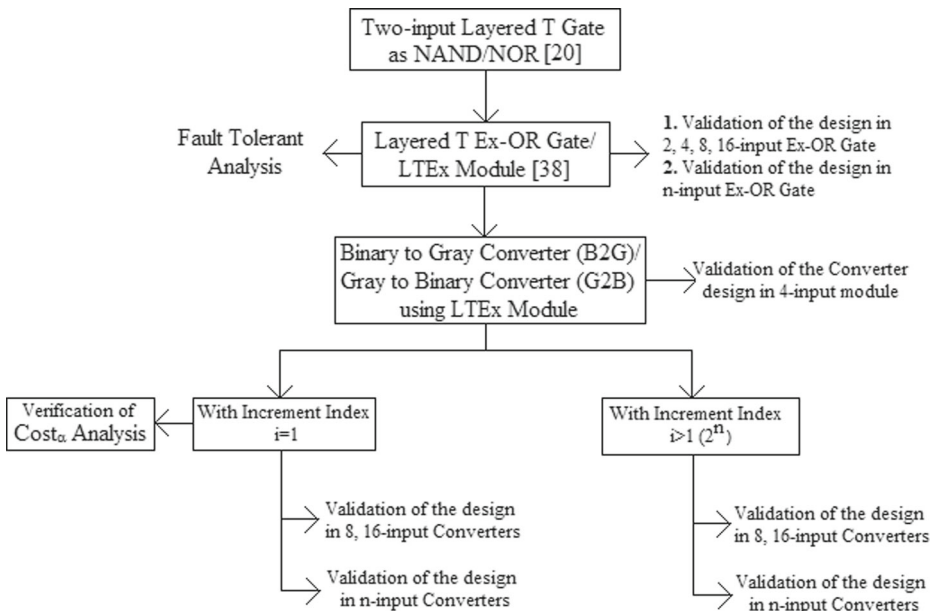 Two-input Layered T Gate
as NAND/NOR [20]
Fault Tolerant
Analysis
Layered T Ex-OR Gate/
LTEx Module [38]
1. Validation of the design in
2, 4, 8, 16-input Ex-OR Gate
2. Validation of the design in
n-input Ex-OR Gate
Binary to Gray Converter (B2G)/
Gray to Binary Converter (G2B)
using LTEx Module
Validation of the Converter
design in 4-input module
Verification of
Costα Analysis
With Increment Index
i=1
With Increment Index
i>1 (2^n)
Validation of the design
in 8, 16-input Converters
Validation of the design
in n-input Converters
Validation of the design
in 8, 16-input Converters
Validation of the design
in n-input Converters